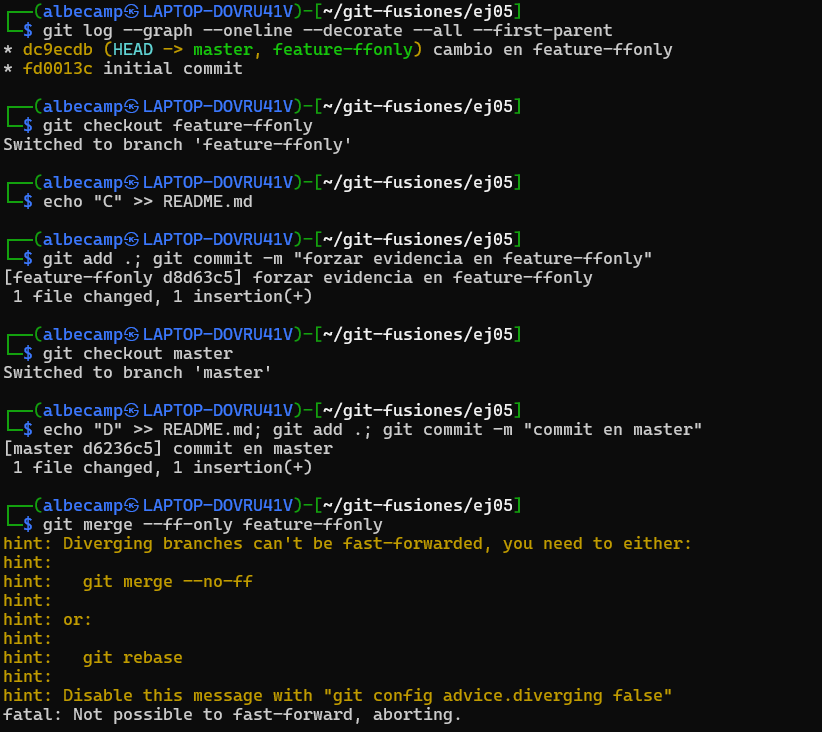 ┌──(albecamp㉿LAPTOP-DOVRU41V)-[~/git-fusiones/ej05]
└─$ git log --graph --oneline --decorate --all --first-parent
* dc9ecdb (HEAD -> master, feature-ffonly) cambio en feature-ffonly
* fd0013c initial commit
┌──(albecamp㉿LAPTOP-DOVRU41V)-[~/git-fusiones/ej05]
└─$ git checkout feature-ffonly
Switched to branch 'feature-ffonly'
┌──(albecamp㉿LAPTOP-DOVRU41V)-[~/git-fusiones/ej05]
└─$ echo "C" >> README.md
┌──(albecamp㉿LAPTOP-DOVRU41V)-[~/git-fusiones/ej05]
└─$ git add .; git commit -m "forzar evidencia en feature-ffonly"
[feature-ffonly d8d63c5] forzar evidencia en feature-ffonly
 1 file changed, 1 insertion(+)
┌──(albecamp㉿LAPTOP-DOVRU41V)-[~/git-fusiones/ej05]
└─$ git checkout master
Switched to branch 'master'
┌──(albecamp㉿LAPTOP-DOVRU41V)-[~/git-fusiones/ej05]
└─$ echo "D" >> README.md; git add .; git commit -m "commit en master"
[master d6236c5] commit en master
 1 file changed, 1 insertion(+)
┌──(albecamp㉿LAPTOP-DOVRU41V)-[~/git-fusiones/ej05]
└─$ git merge --ff-only feature-ffonly
hint: Diverging branches can't be fast-forwarded, you need to either:
hint:
hint:   git merge --no-ff
hint:
hint: or:
hint:
hint:   git rebase
hint:
hint: Disable this message with "git config advice.diverging false"
fatal: Not possible to fast-forward, aborting.